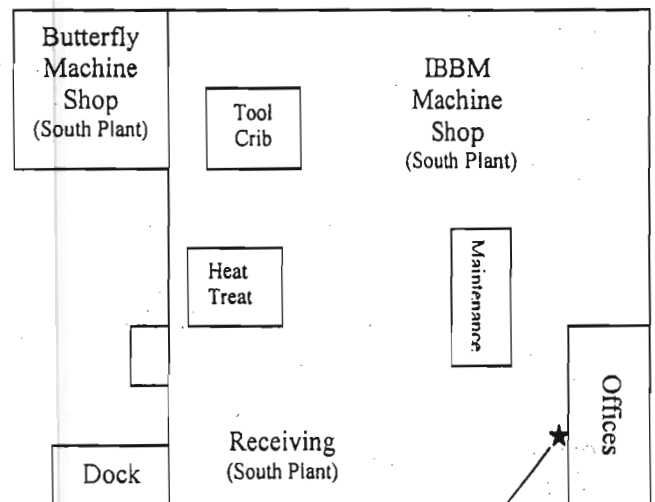 Butterfly
Machine
Shop
(South Plant)
IBBM
Machine
Shop
(South Plant)
Tool
Crib
Heat
Treat
Maintenance
Offices
Receiving
(South Plant)
Dock